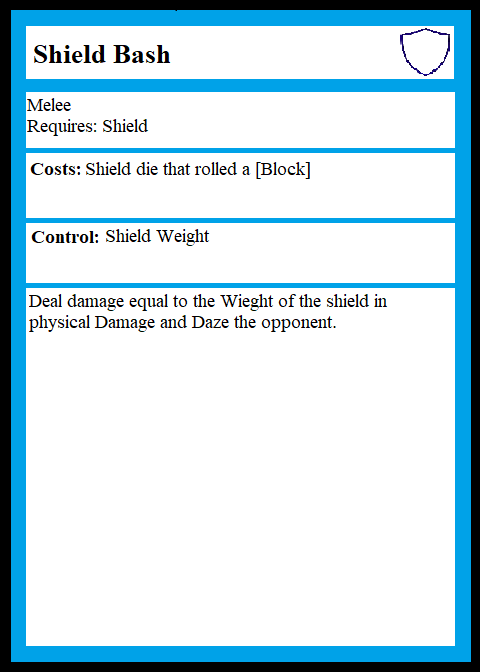 Shield Bash
Melee
Requires: Shield
Costs: Shield die that rolled a [Block]
Control: Shield Weight
Deal damage equal to the Wieght of the shield in
physical Damage and Daze the opponent.